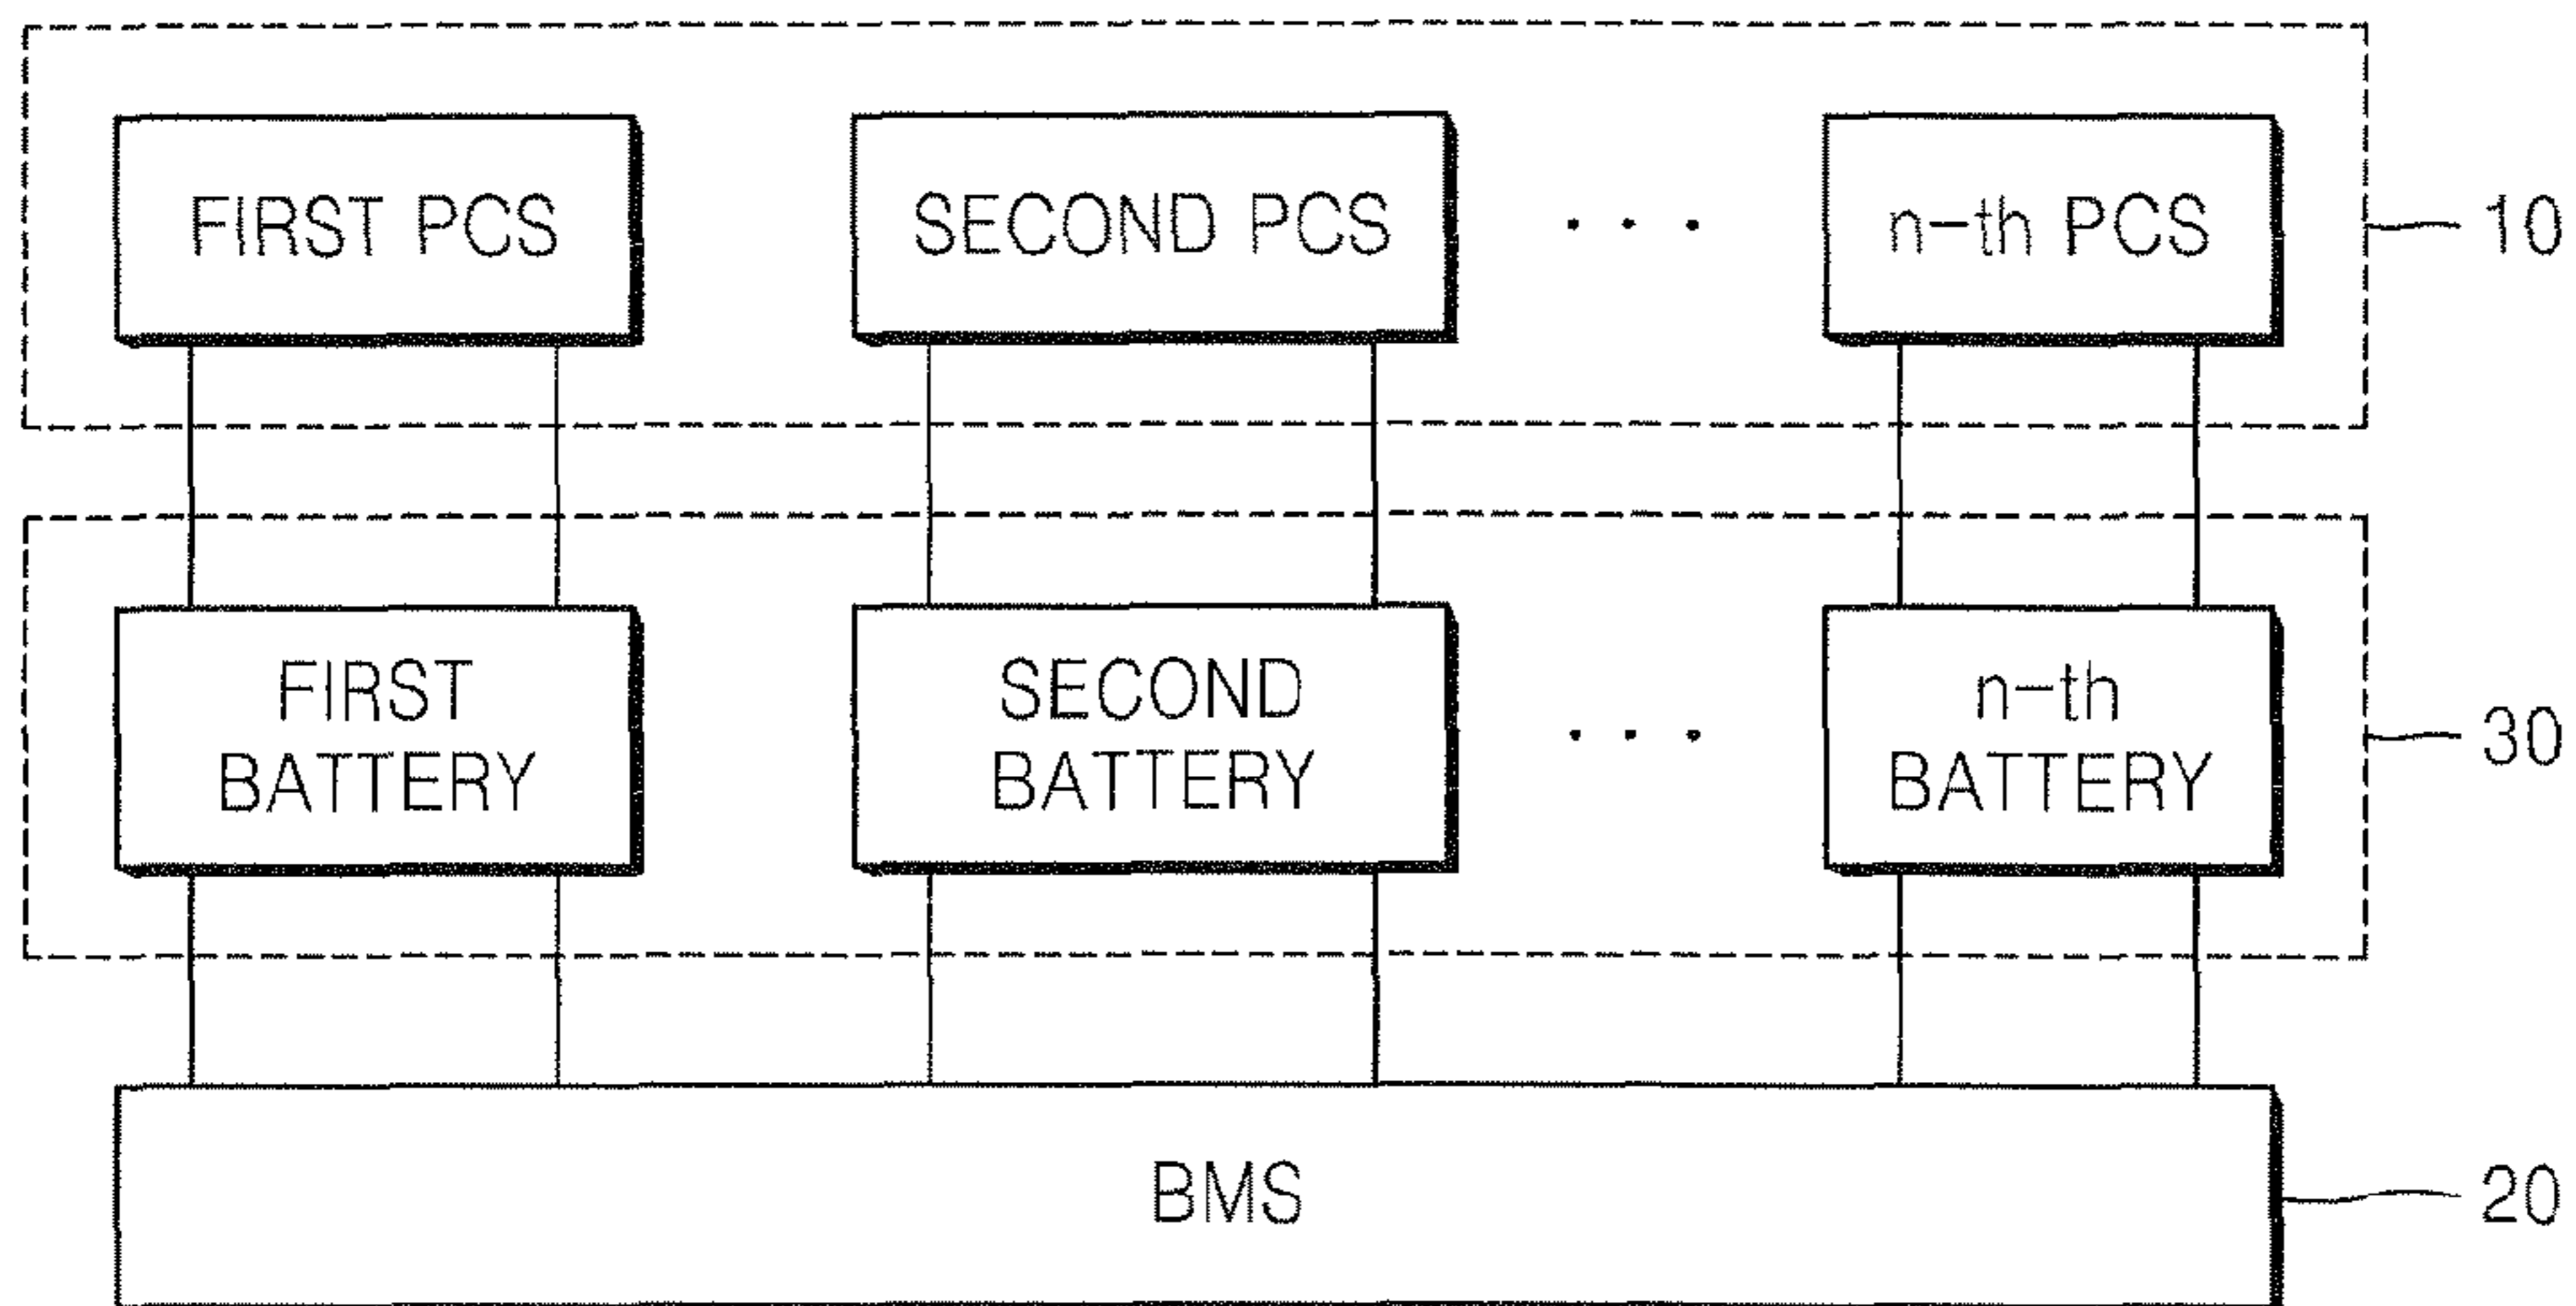 FIRST PCS
SECOND PCS
. . .
n-th PCS
10
FIRST
BATTERY
SECOND
BATTERY
. . .
n-th
BATTERY
30
BMS
20